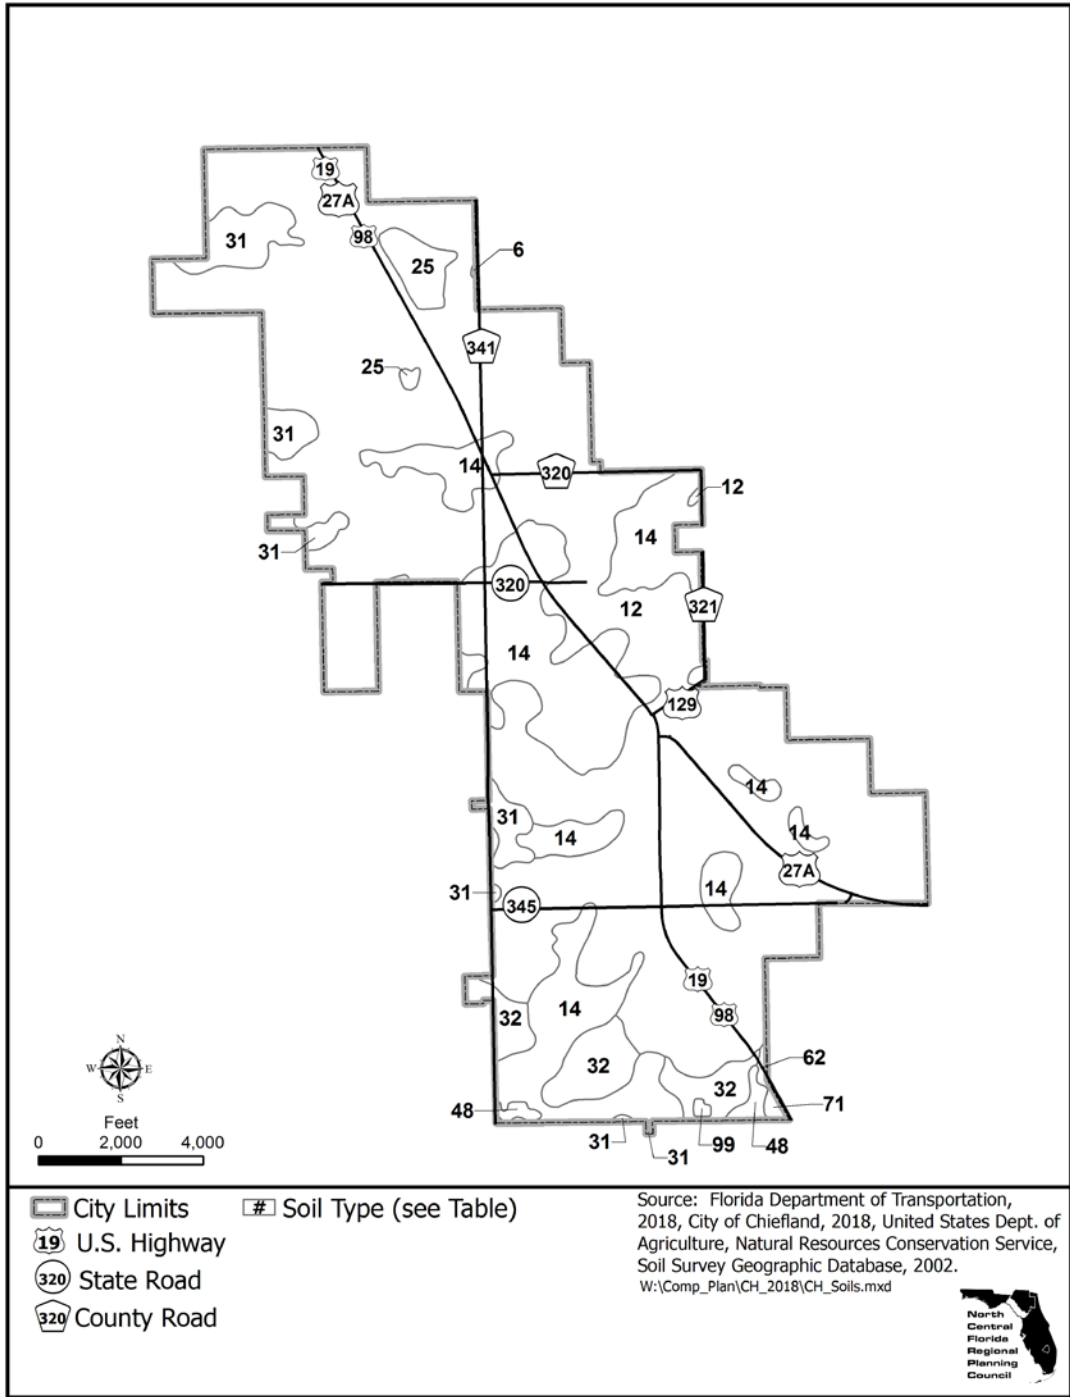 19
27A
98
31
25
6
341
25
31
14
320
12
14
31
320
12
321
14
129
14
31
14
14
27A
14
31
345
19
14
32
98
62
32
32
71
48
31
99
48
31
N
W E
S
Feet
0 2,000 4,000
City Limits
# Soil Type (see Table)
19 U.S. Highway
320 State Road
320 County Road
Source: Florida Department of Transportation,
2018, City of Chiefland, 2018, United States Dept. of
Agriculture, Natural Resources Conservation Service,
Soil Survey Geographic Database, 2002.
W:\Comp_Plan\CH_2018\CH_Soils.mxd
North
Central
Florida
Regional
Planning
Council